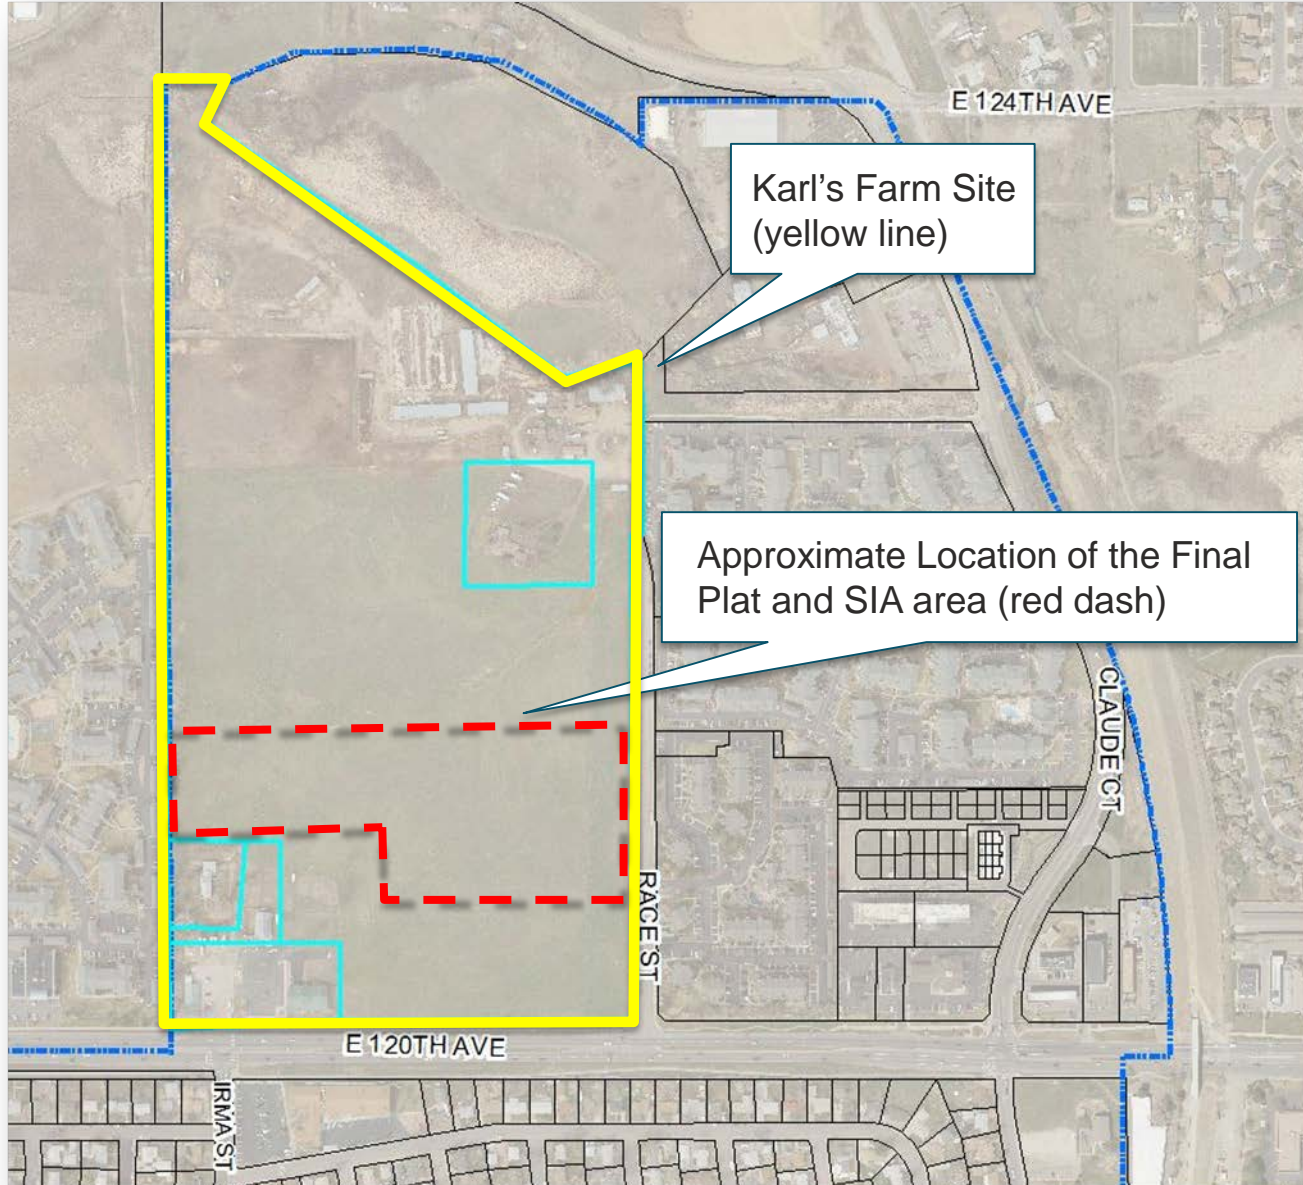 E 124TH AVE
Karl’s Farm Site
(yellow line)
Approximate Location of the Final
Plat and SIA area (red dash)
CLAUDE CT
RACE ST
E 120TH AVE
IRMA ST